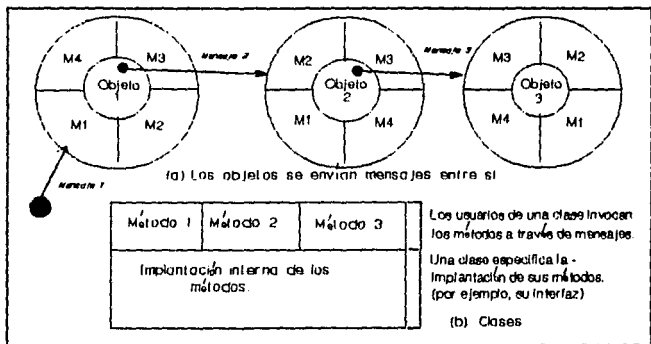 M4
M3
Objeto
1
M1
M2
Mensaje 2
M2
M3
Objeto
2
M1
M4
Mensaje 3
M3
M2
Objeto
3
M4
M1
Mensaje 1
(a) Los objetos se envían mensajes entre sí
Método 1
Método 2
Método 3
Implantación interna de los
métodos.
Los usuarios de una clase invocan
los métodos a través de mensajes.
Una clase especifica la -
implantación de sus métodos.
(por ejemplo, su interfaz)
(b) Clases